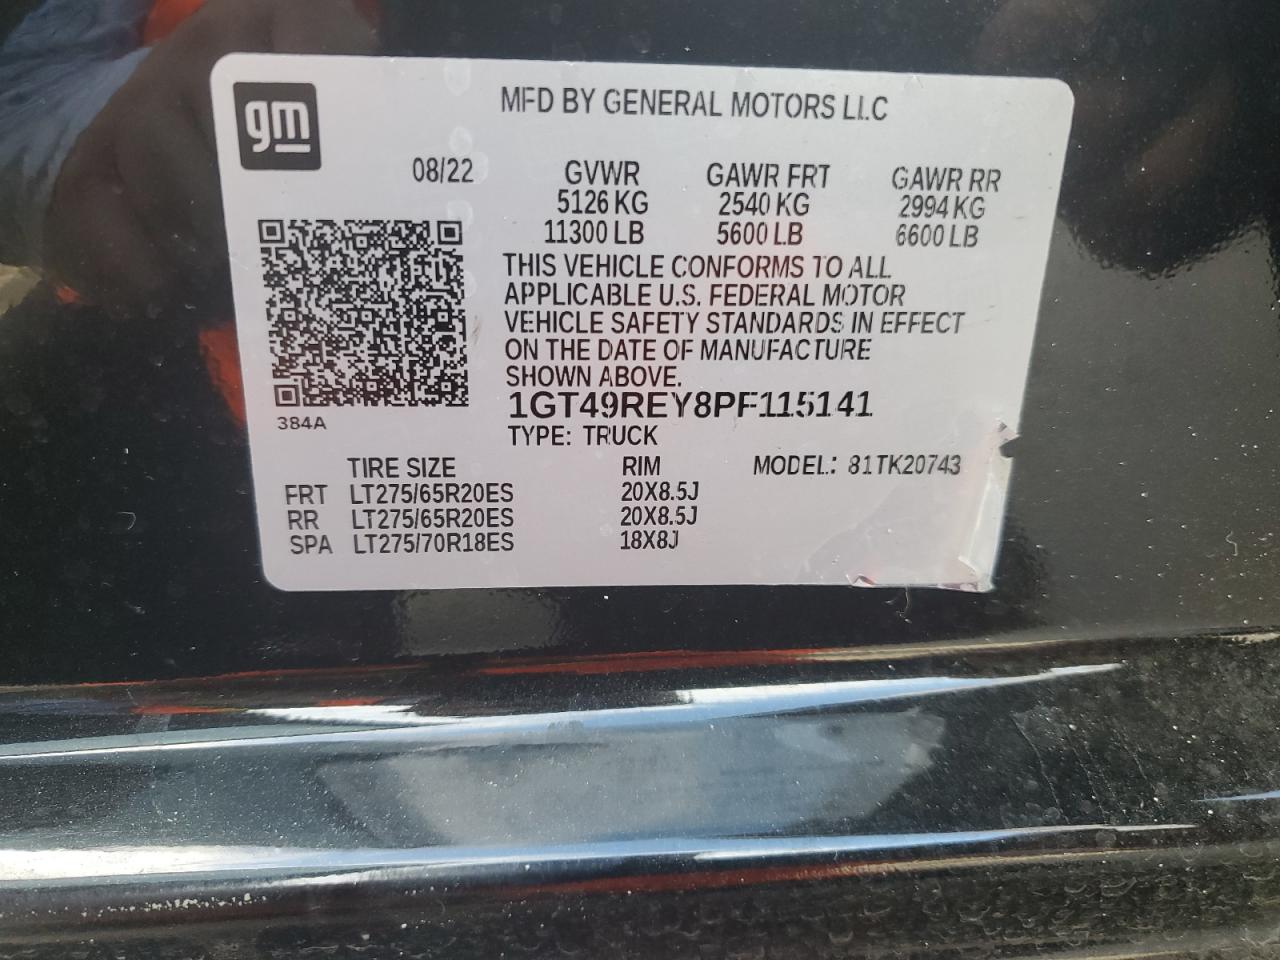 gm
MFD BY GENERAL MOTORS LLC
08/22 GVWR GAWR FRT GAWR RR
5126 KG 2540 KG 2994 KG
11300 LB 5600 LB 6600 LB
THIS VEHICLE CONFORMS TO ALL
APPLICABLE U.S. FEDERAL MOTOR
VEHICLE SAFETY STANDARDS IN EFFECT
ON THE DATE OF MANUFACTURE
SHOWN ABOVE.
1GT49REY8PF115141
384A
TYPE: TRUCK
TIRE SIZE RIM MODEL: 81TK20743
FRT LT275/65R20ES 20X8.5J
RR LT275/65R20ES 20X8.5J
SPA LT275/70R18ES 18X8J